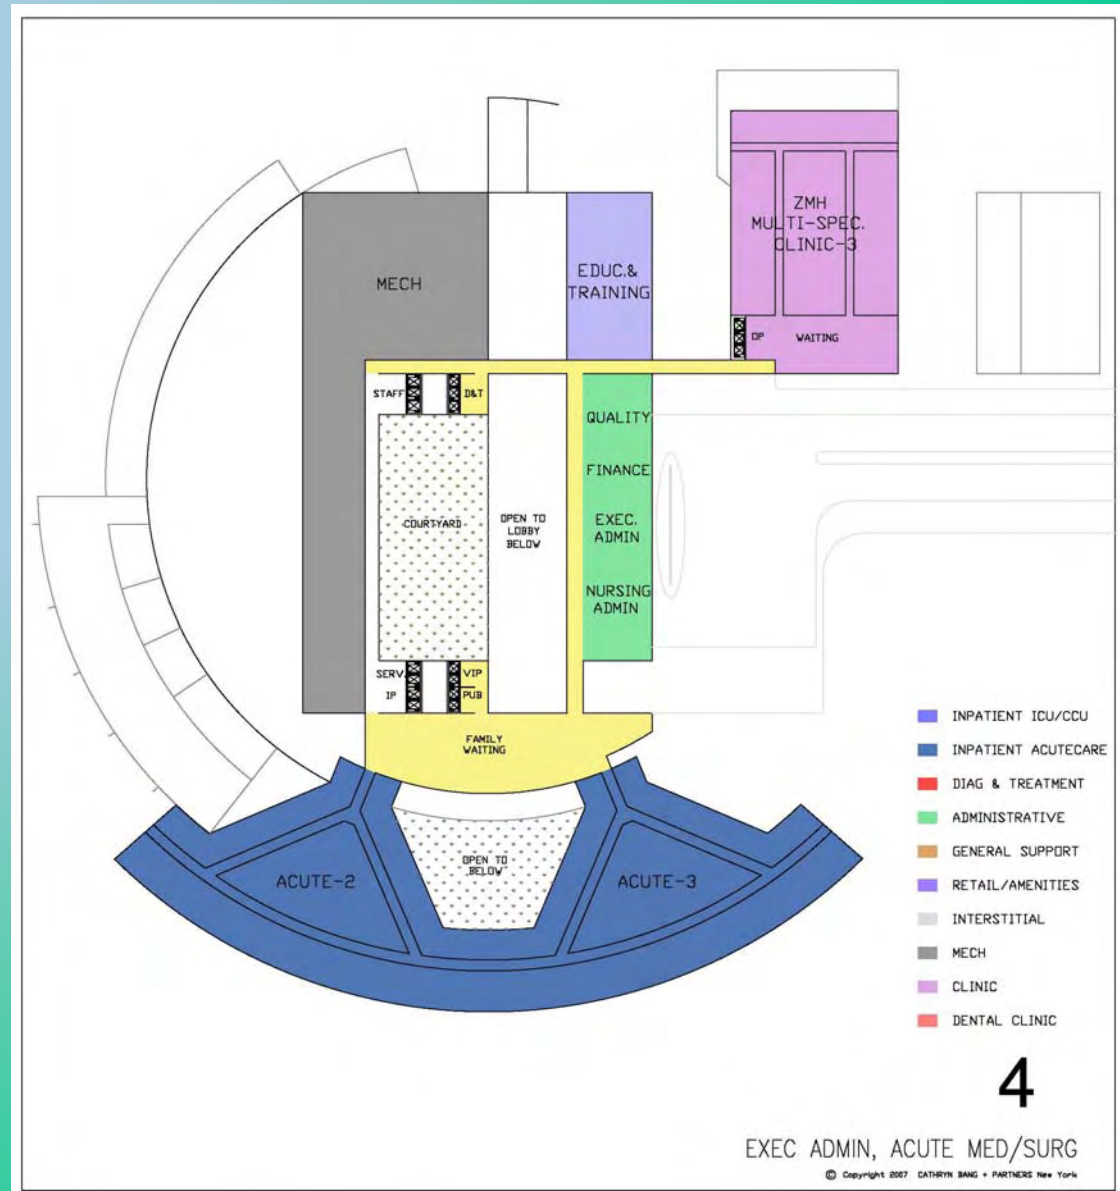 ZMH
MULTI-SPEC.
CLINIC-3
MECH
EDUC.&
TRAINING
OP
WAITING
STAFF
D&T
QUALITY
FINANCE
COURTYARD
OPEN TO
LOBBY
BELOW
EXEC.
ADMIN
NURSING
ADMIN
SERV.
VIP
IP
PUB
FAMILY
WAITING
OPEN TO
BELOW
ACUTE-2
ACUTE-3
INPATIENT ICU/CCU
INPATIENT ACUTECARE
DIAG & TREATMENT
ADMINISTRATIVE
GENERAL SUPPORT
RETAIL/AMENITIES
INTERSTITIAL
MECH
CLINIC
DENTAL CLINIC
4
EXEC ADMIN, ACUTE MED/SURG
© Copyright 2007 CATHRYN BANG + PARTNERS New York